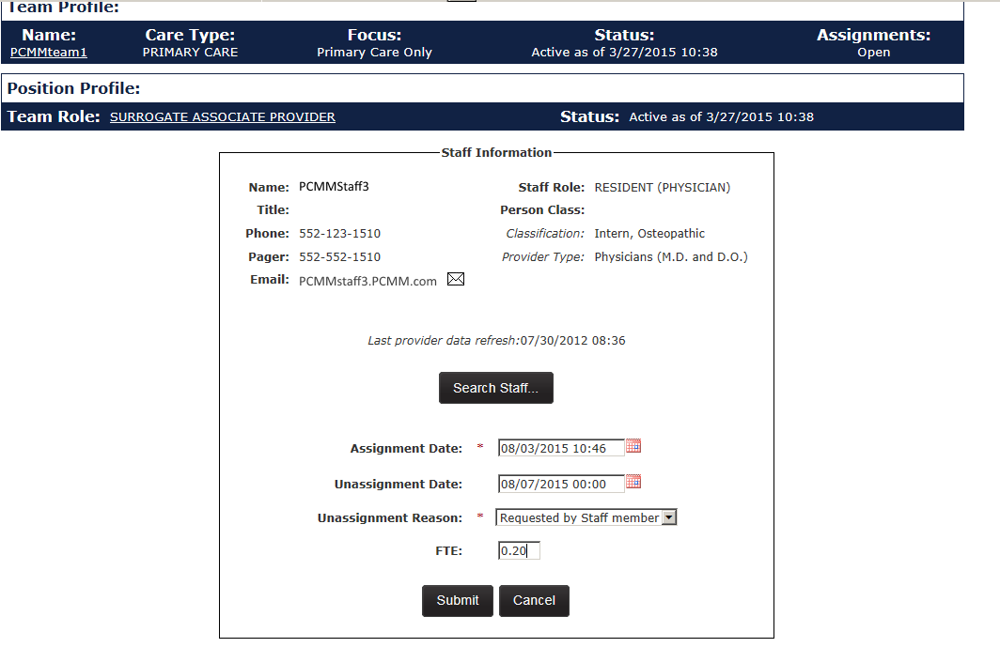 Team Profile:
Name: Care Type: Focus: Status: Assignments:
PCMMteam1 PRIMARY CARE Primary Care Only Active as of 3/27/2015 10:38 Open
Position Profile:
Team Role: SURROGATE ASSOCIATE PROVIDER Status: Active as of 3/27/2015 10:38
Staff Information
Name: PCMMStaff3 Staff Role: RESIDENT (PHYSICIAN)
Title: Person Class:
Phone: 552-123-1510 Classification: Intern, Osteopathic
Pager: 552-552-1510 Provider Type: Physicians (M.D. and D.O.)
Email: PCMMstaff3.PCMM.com
Last provider data refresh:07/30/2012 08:36
Search Staff...
Assignment Date: * 08/03/2015 10:46
Unassignment Date: 08/07/2015 00:00
Unassignment Reason: * Requested by Staff member
FTE: 0.20
Submit Cancel